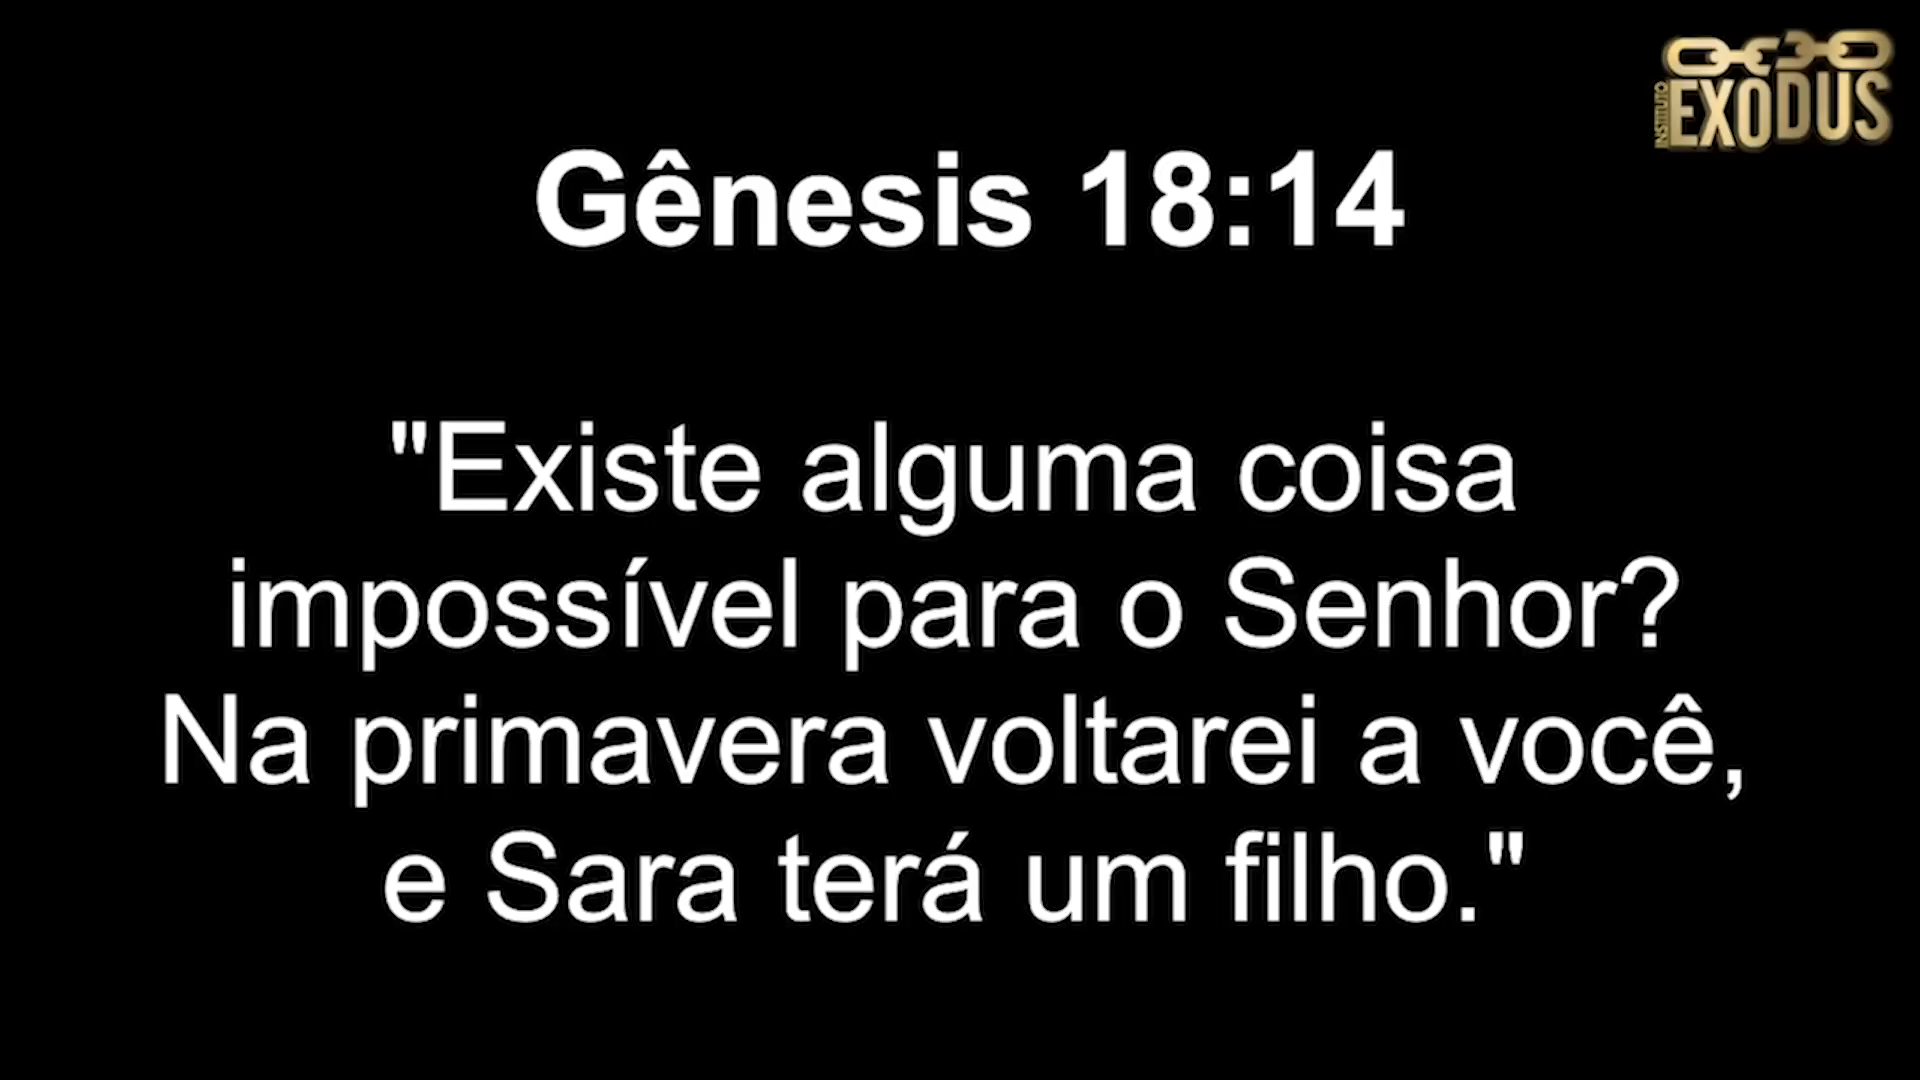 INSTITUTO
EXODUS
Gênesis 18:14
"Existe alguma coisa
impossível para o Senhor?
Na primavera voltarei a você,
e Sara terá um filho."